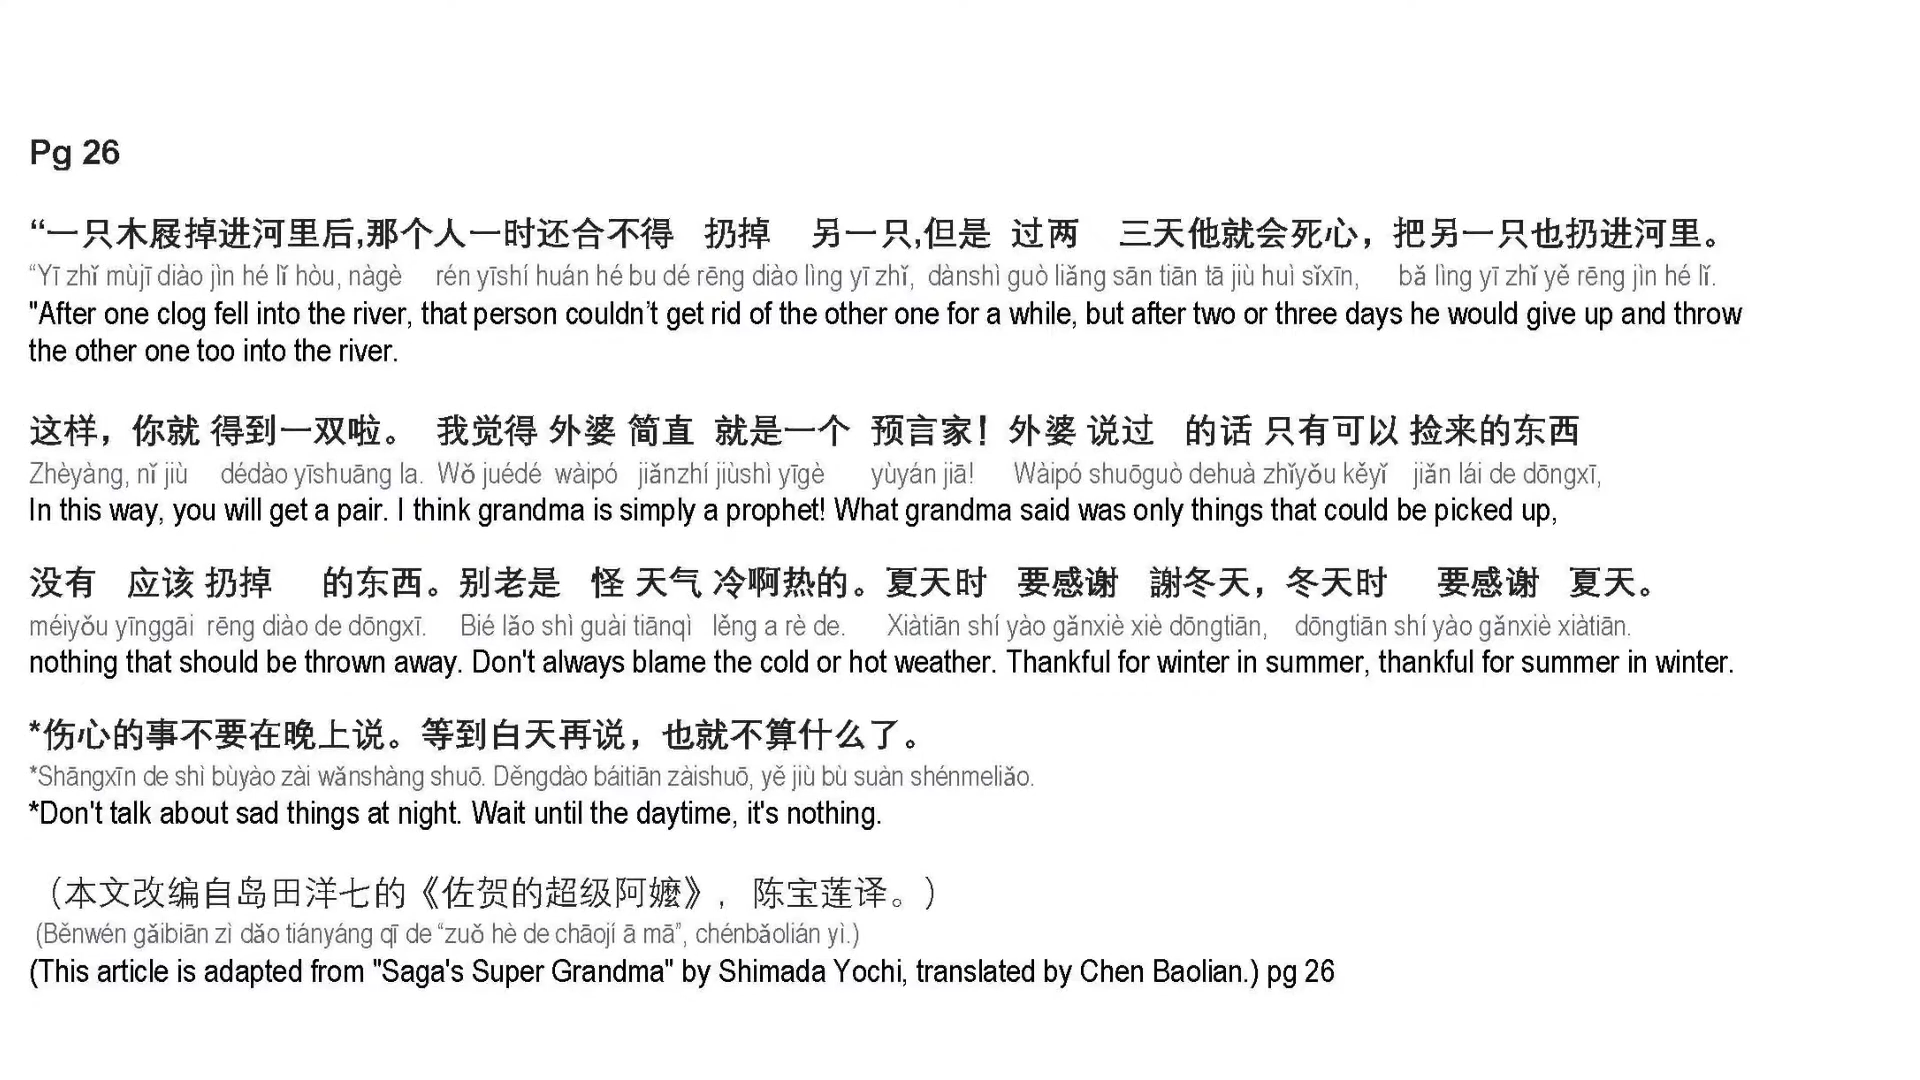 Pg 26
“一只木屐掉进河里后,那个人一时还合不得 扔掉 另一只,但是 过两 三天他就会死心，把另一只也扔进河里。
“Yī zhǐ mùjī diào jìn hé lǐ hòu, nàgè rén yīshí huán hé bu dé rēng diào lìng yī zhǐ, dànshì guò liǎng sān tiān tā jiù huì sǐxīn, bǎ lìng yī zhǐ yě rēng jìn hé lǐ.
"After one clog fell into the river, that person couldn’t get rid of the other one for a while, but after two or three days he would give up and throw
the other one too into the river.
这样，你就 得到一双啦。 我觉得 外婆 简直 就是一个 预言家！外婆 说过 的话 只有可以 捡来的东西
Zhèyàng, nǐ jiù dédào yīshuāng la. Wǒ juédé wàipó jiǎnzhí jiùshì yīgè yùyán jiā! Wàipó shuōguò dehuà zhǐyǒu kěyǐ jiǎn lái de dōngxī,
In this way, you will get a pair. I think grandma is simply a prophet! What grandma said was only things that could be picked up,
没有 应该 扔掉 的东西。别老是 怪 天气 冷啊热的。夏天时 要感谢 謝冬天，冬天时 要感谢 夏天。
méiyǒu yīnggāi rēng diào de dōngxī. Bié lǎo shì guài tiānqì lěng a rè de. Xiàtiān shí yào gǎnxiè xiè dōngtiān, dōngtiān shí yào gǎnxiè xiàtiān.
nothing that should be thrown away. Don't always blame the cold or hot weather. Thankful for winter in summer, thankful for summer in winter.
*伤心的事不要在晚上说。等到白天再说，也就不算什么了。
*Shāngxīn de shì bùyào zài wǎnshàng shuō. Děngdào báitiān zàishuō, yě jiù bù suàn shénmeliǎo.
*Don't talk about sad things at night. Wait until the daytime, it's nothing.
（本文改编自岛田洋七的《佐贺的超级阿嬷》，陈宝莲译。）
(Běnwén gǎibiān zì dǎo tiányáng qī de “zuǒ hè de chāojí ā mā”, chénbǎolián yì.)
(This article is adapted from "Saga's Super Grandma" by Shimada Yochi, translated by Chen Baolian.) pg 26